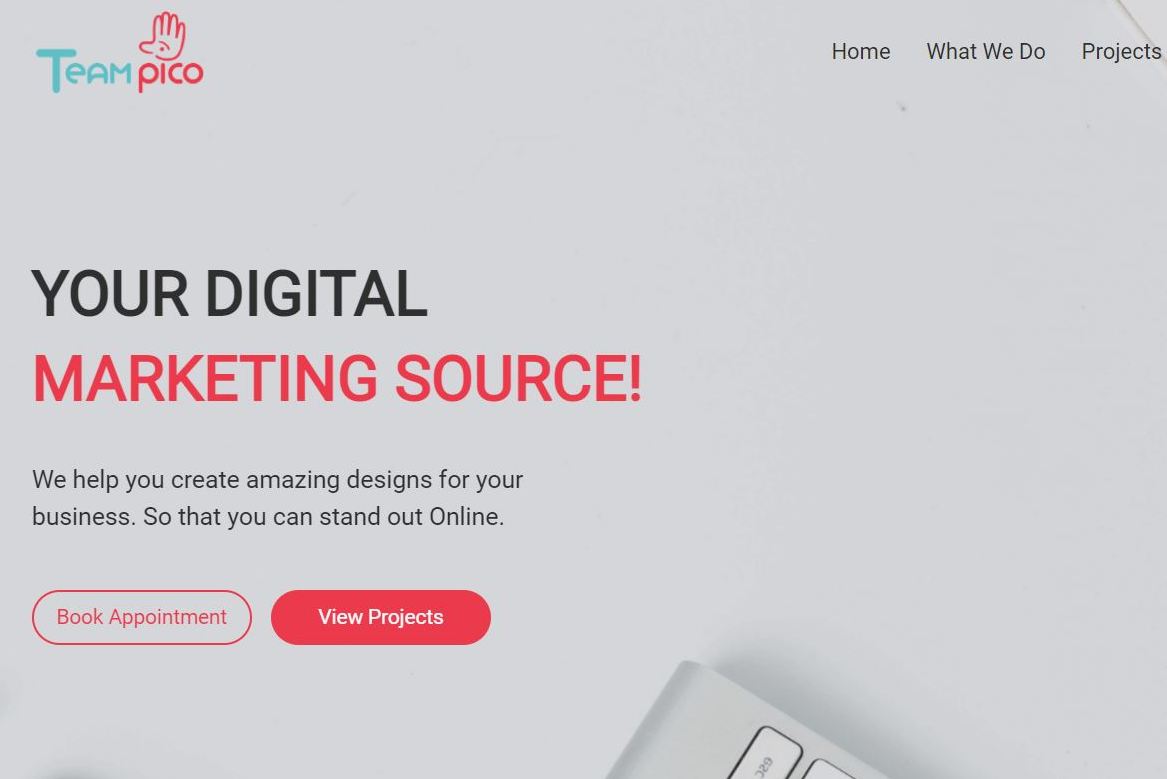 Team pico
Home What We Do Projects
YOUR DIGITAL
MARKETING SOURCE!
We help you create amazing designs for your
business. So that you can stand out Online.
Book Appointment View Projects
esc